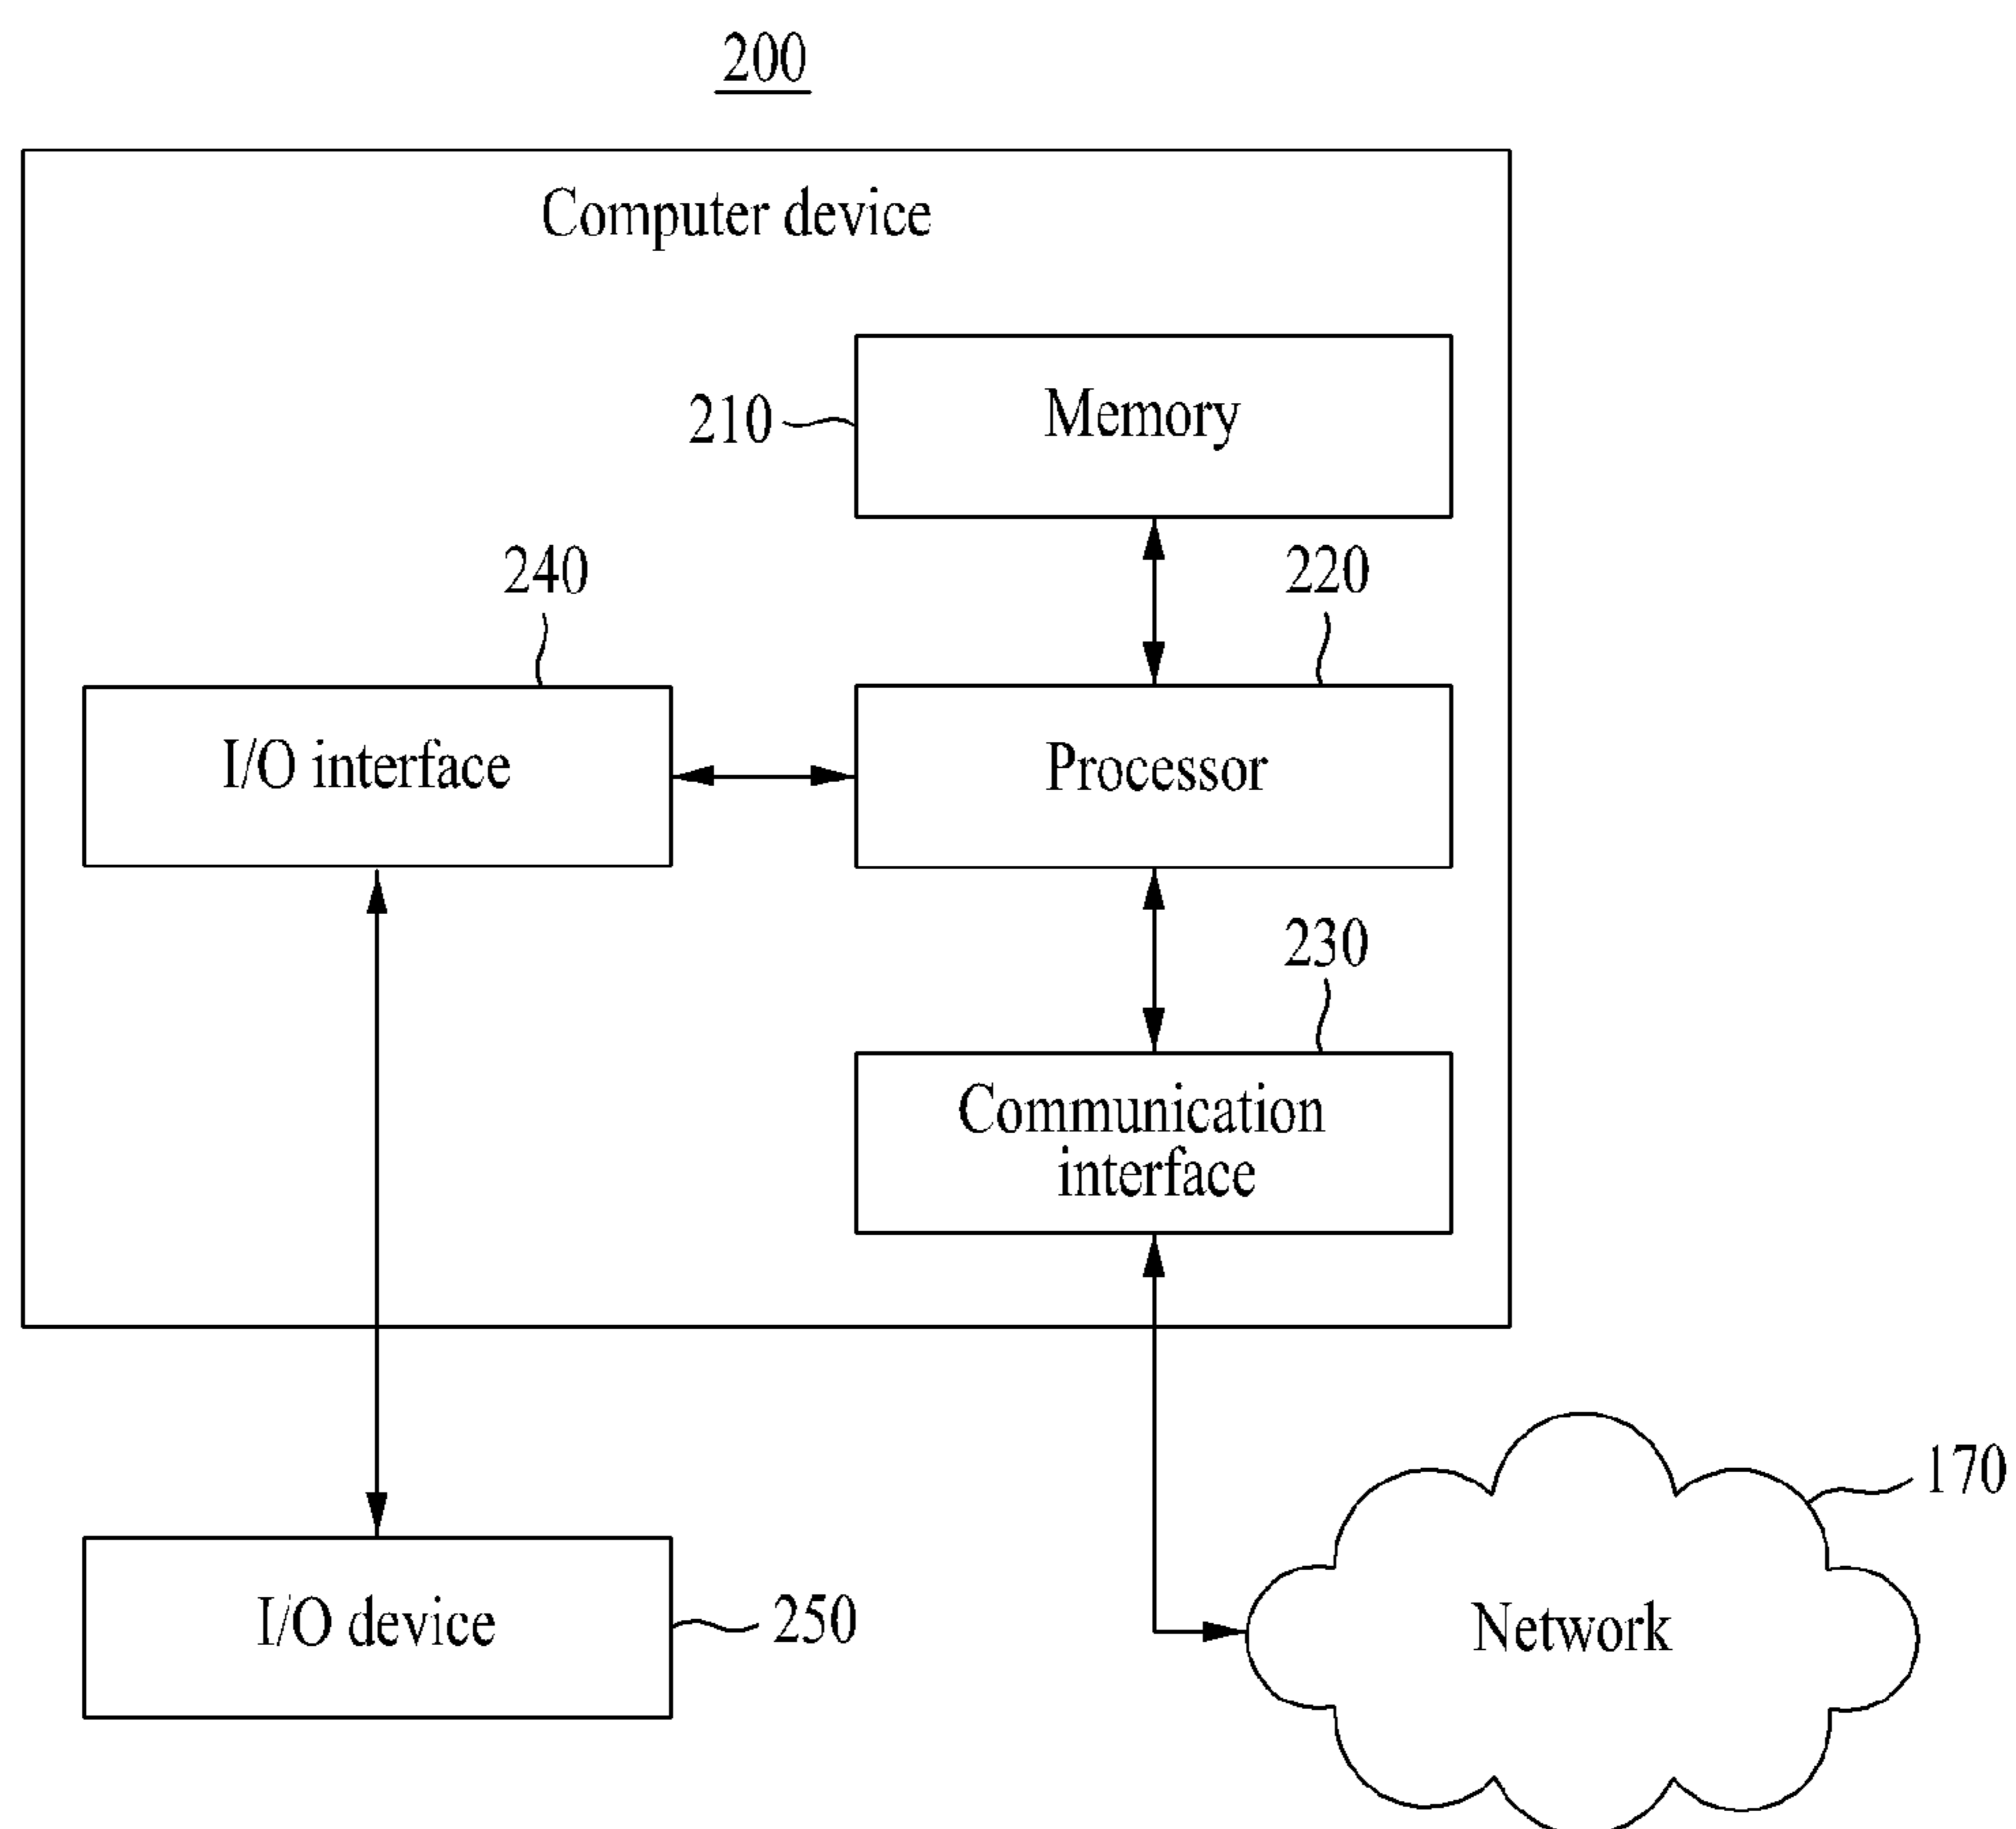 200
Computer device
210
Memory
240
220
I/O interface
Processor
230
Communication
interface
170
I/O device
250
Network